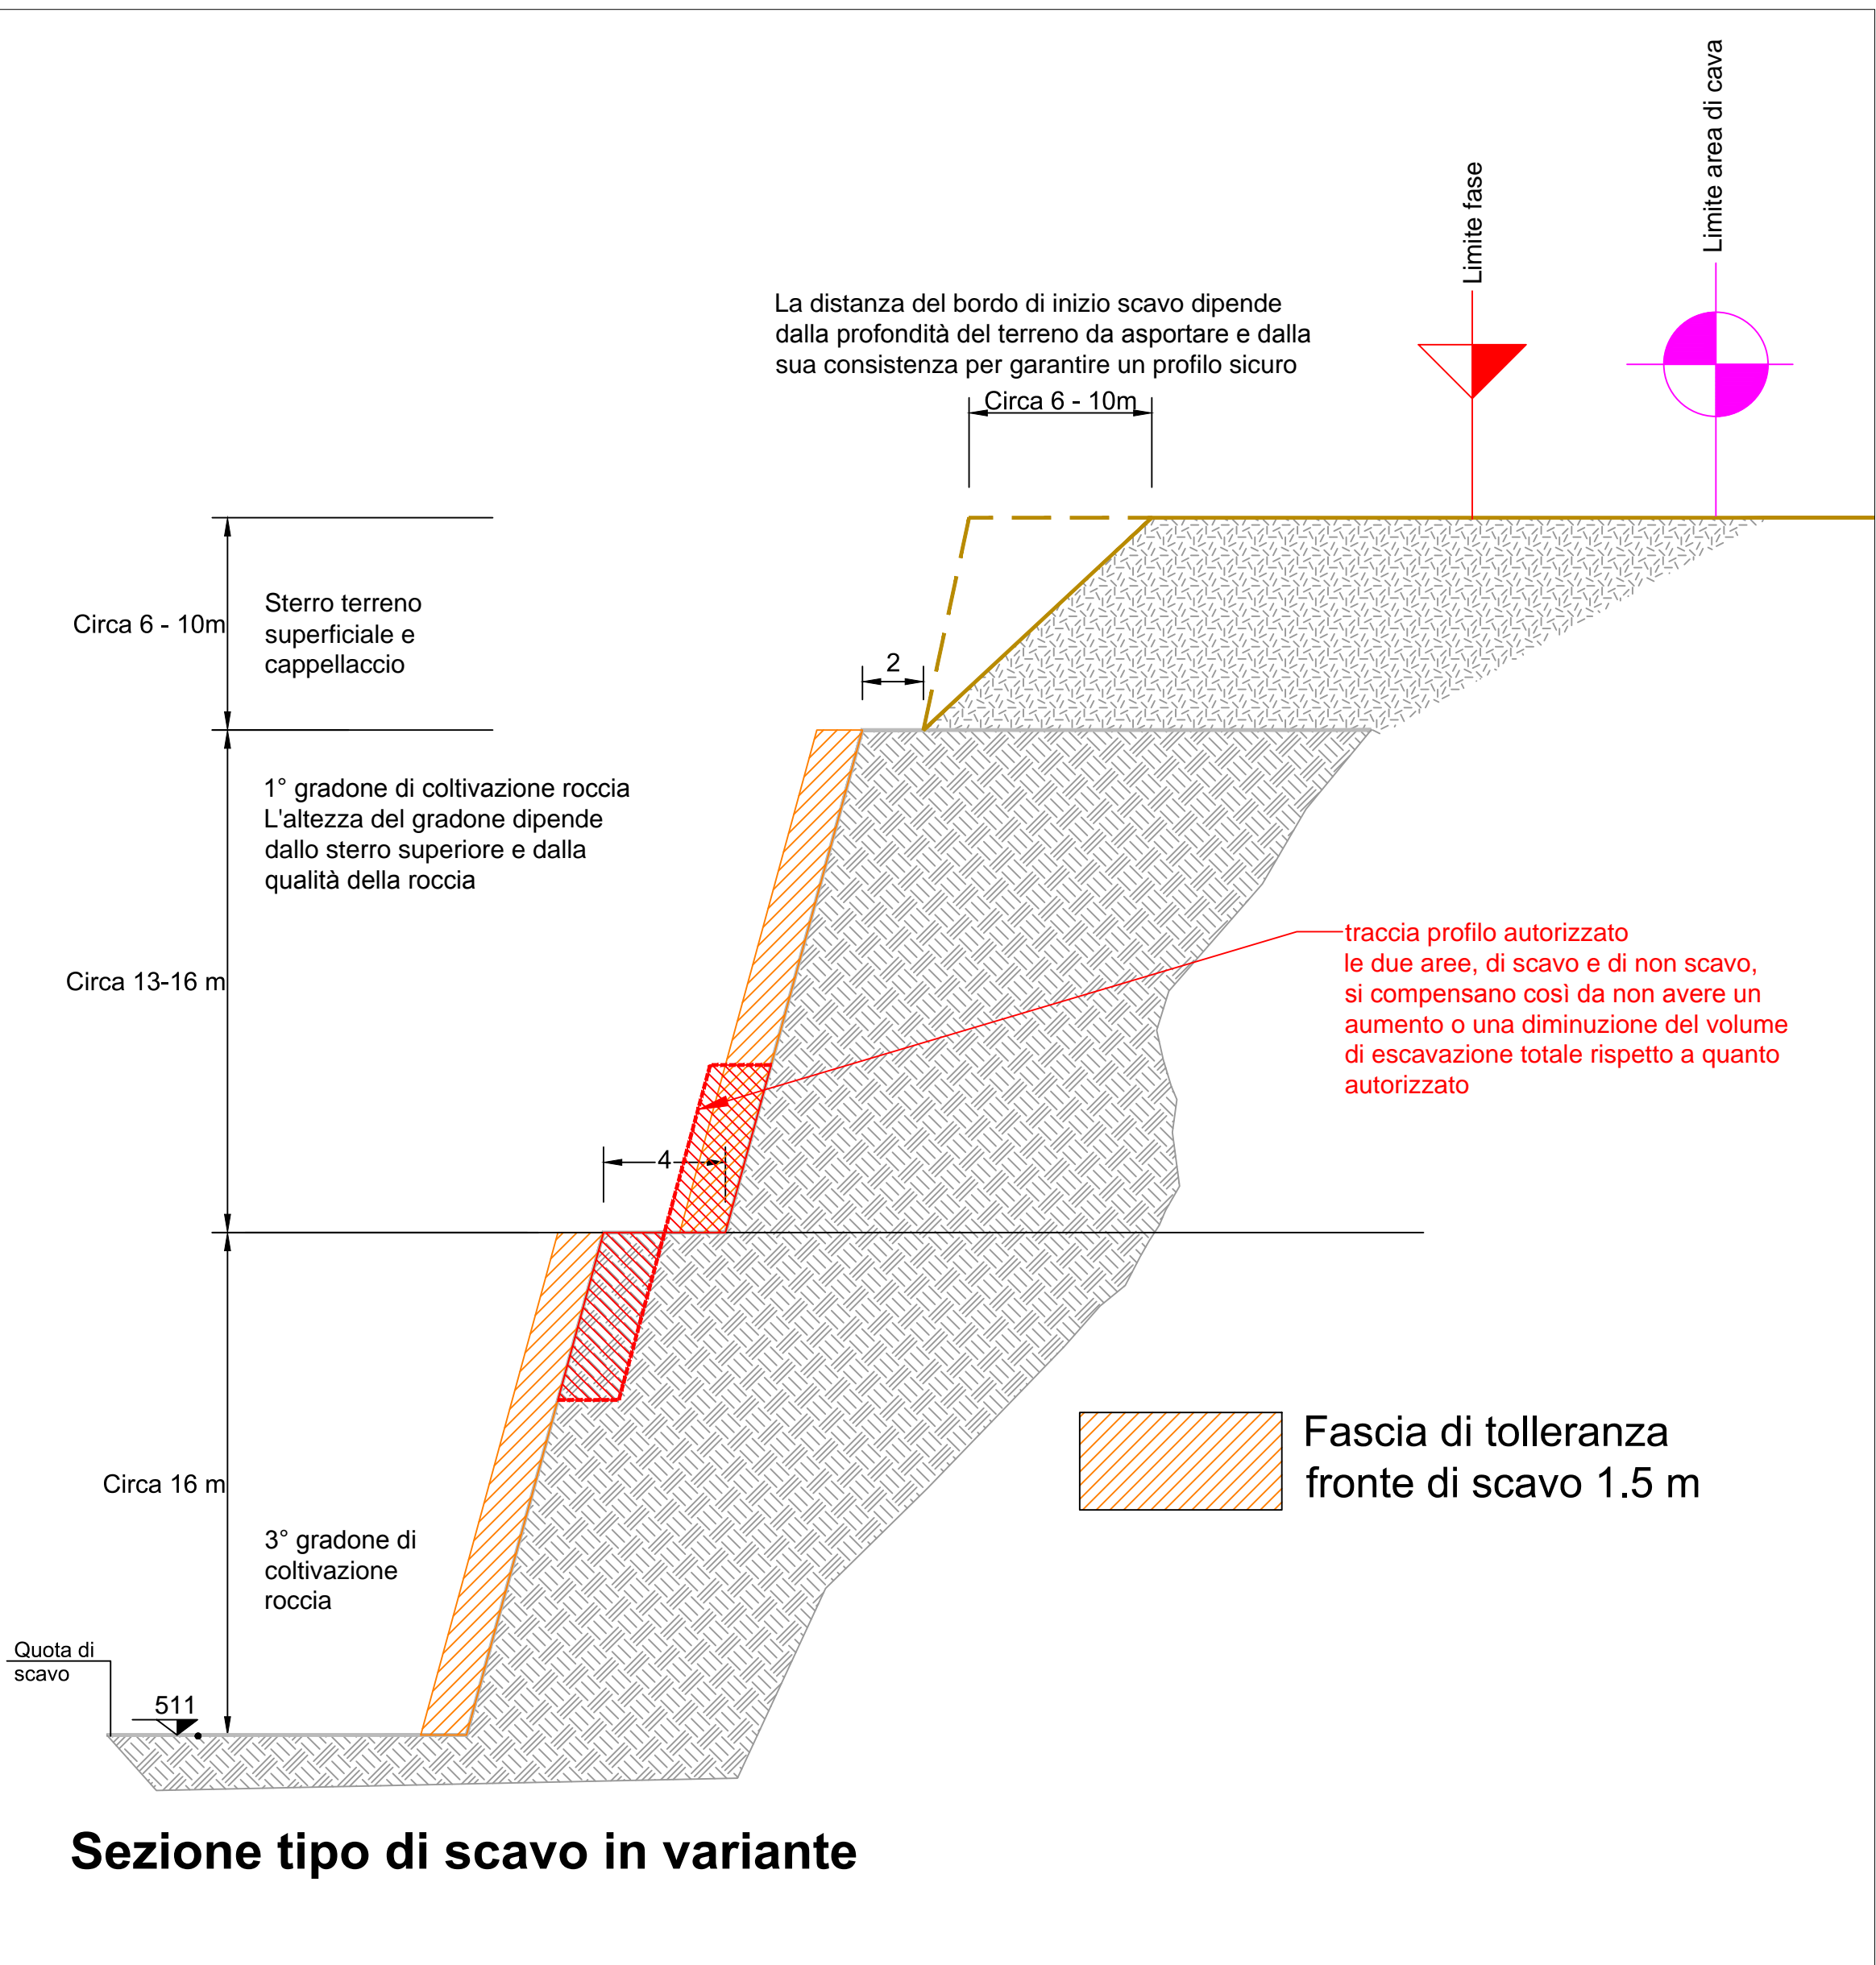 Limite area di cava
Limite fase
La distanza del bordo di inizio scavo dipende
dalla profondità del terreno da asportare e dalla
sua consistenza per garantire un profilo sicuro
Circa 6 - 10m
Circa 6 - 10m
Sterro terreno
superficiale e
cappellaccio
2
1° gradone di coltivazione roccia
L'altezza del gradone dipende
dallo sterro superiore e dalla
qualità della roccia
Circa 13-16 m
traccia profilo autorizzato
le due aree, di scavo e di non scavo,
si compensano così da non avere un
aumento o una diminuzione del volume
di escavazione totale rispetto a quanto
autorizzato
4
Circa 16 m
Fascia di tolleranza
fronte di scavo 1.5 m
3° gradone di
coltivazione
roccia
Quota di
scavo
511
Sezione tipo di scavo in variante